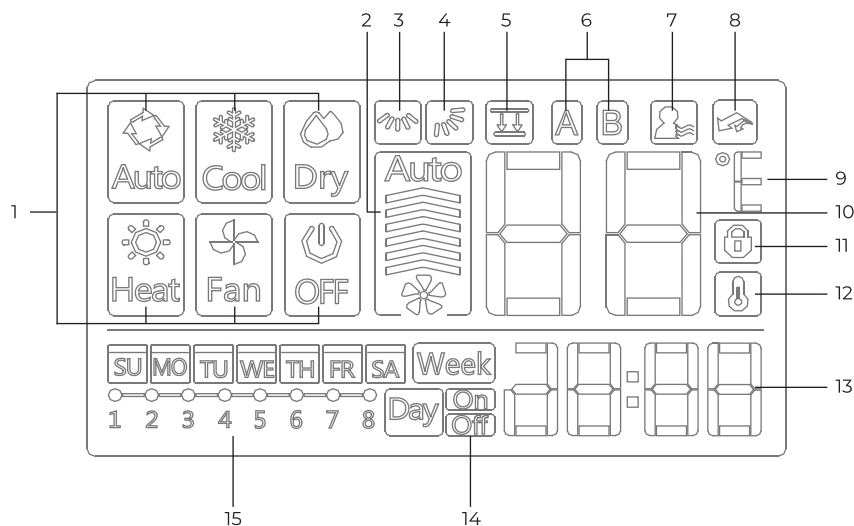 2 3 4 5 6 7 8
A B
Auto Cool Dry Auto
9
10
1
11
Heat Fan OFF
12
SU MO TU WE TH FR SA Week
13
1 2 3 4 5 6 7 8 Day On
Off
15 14